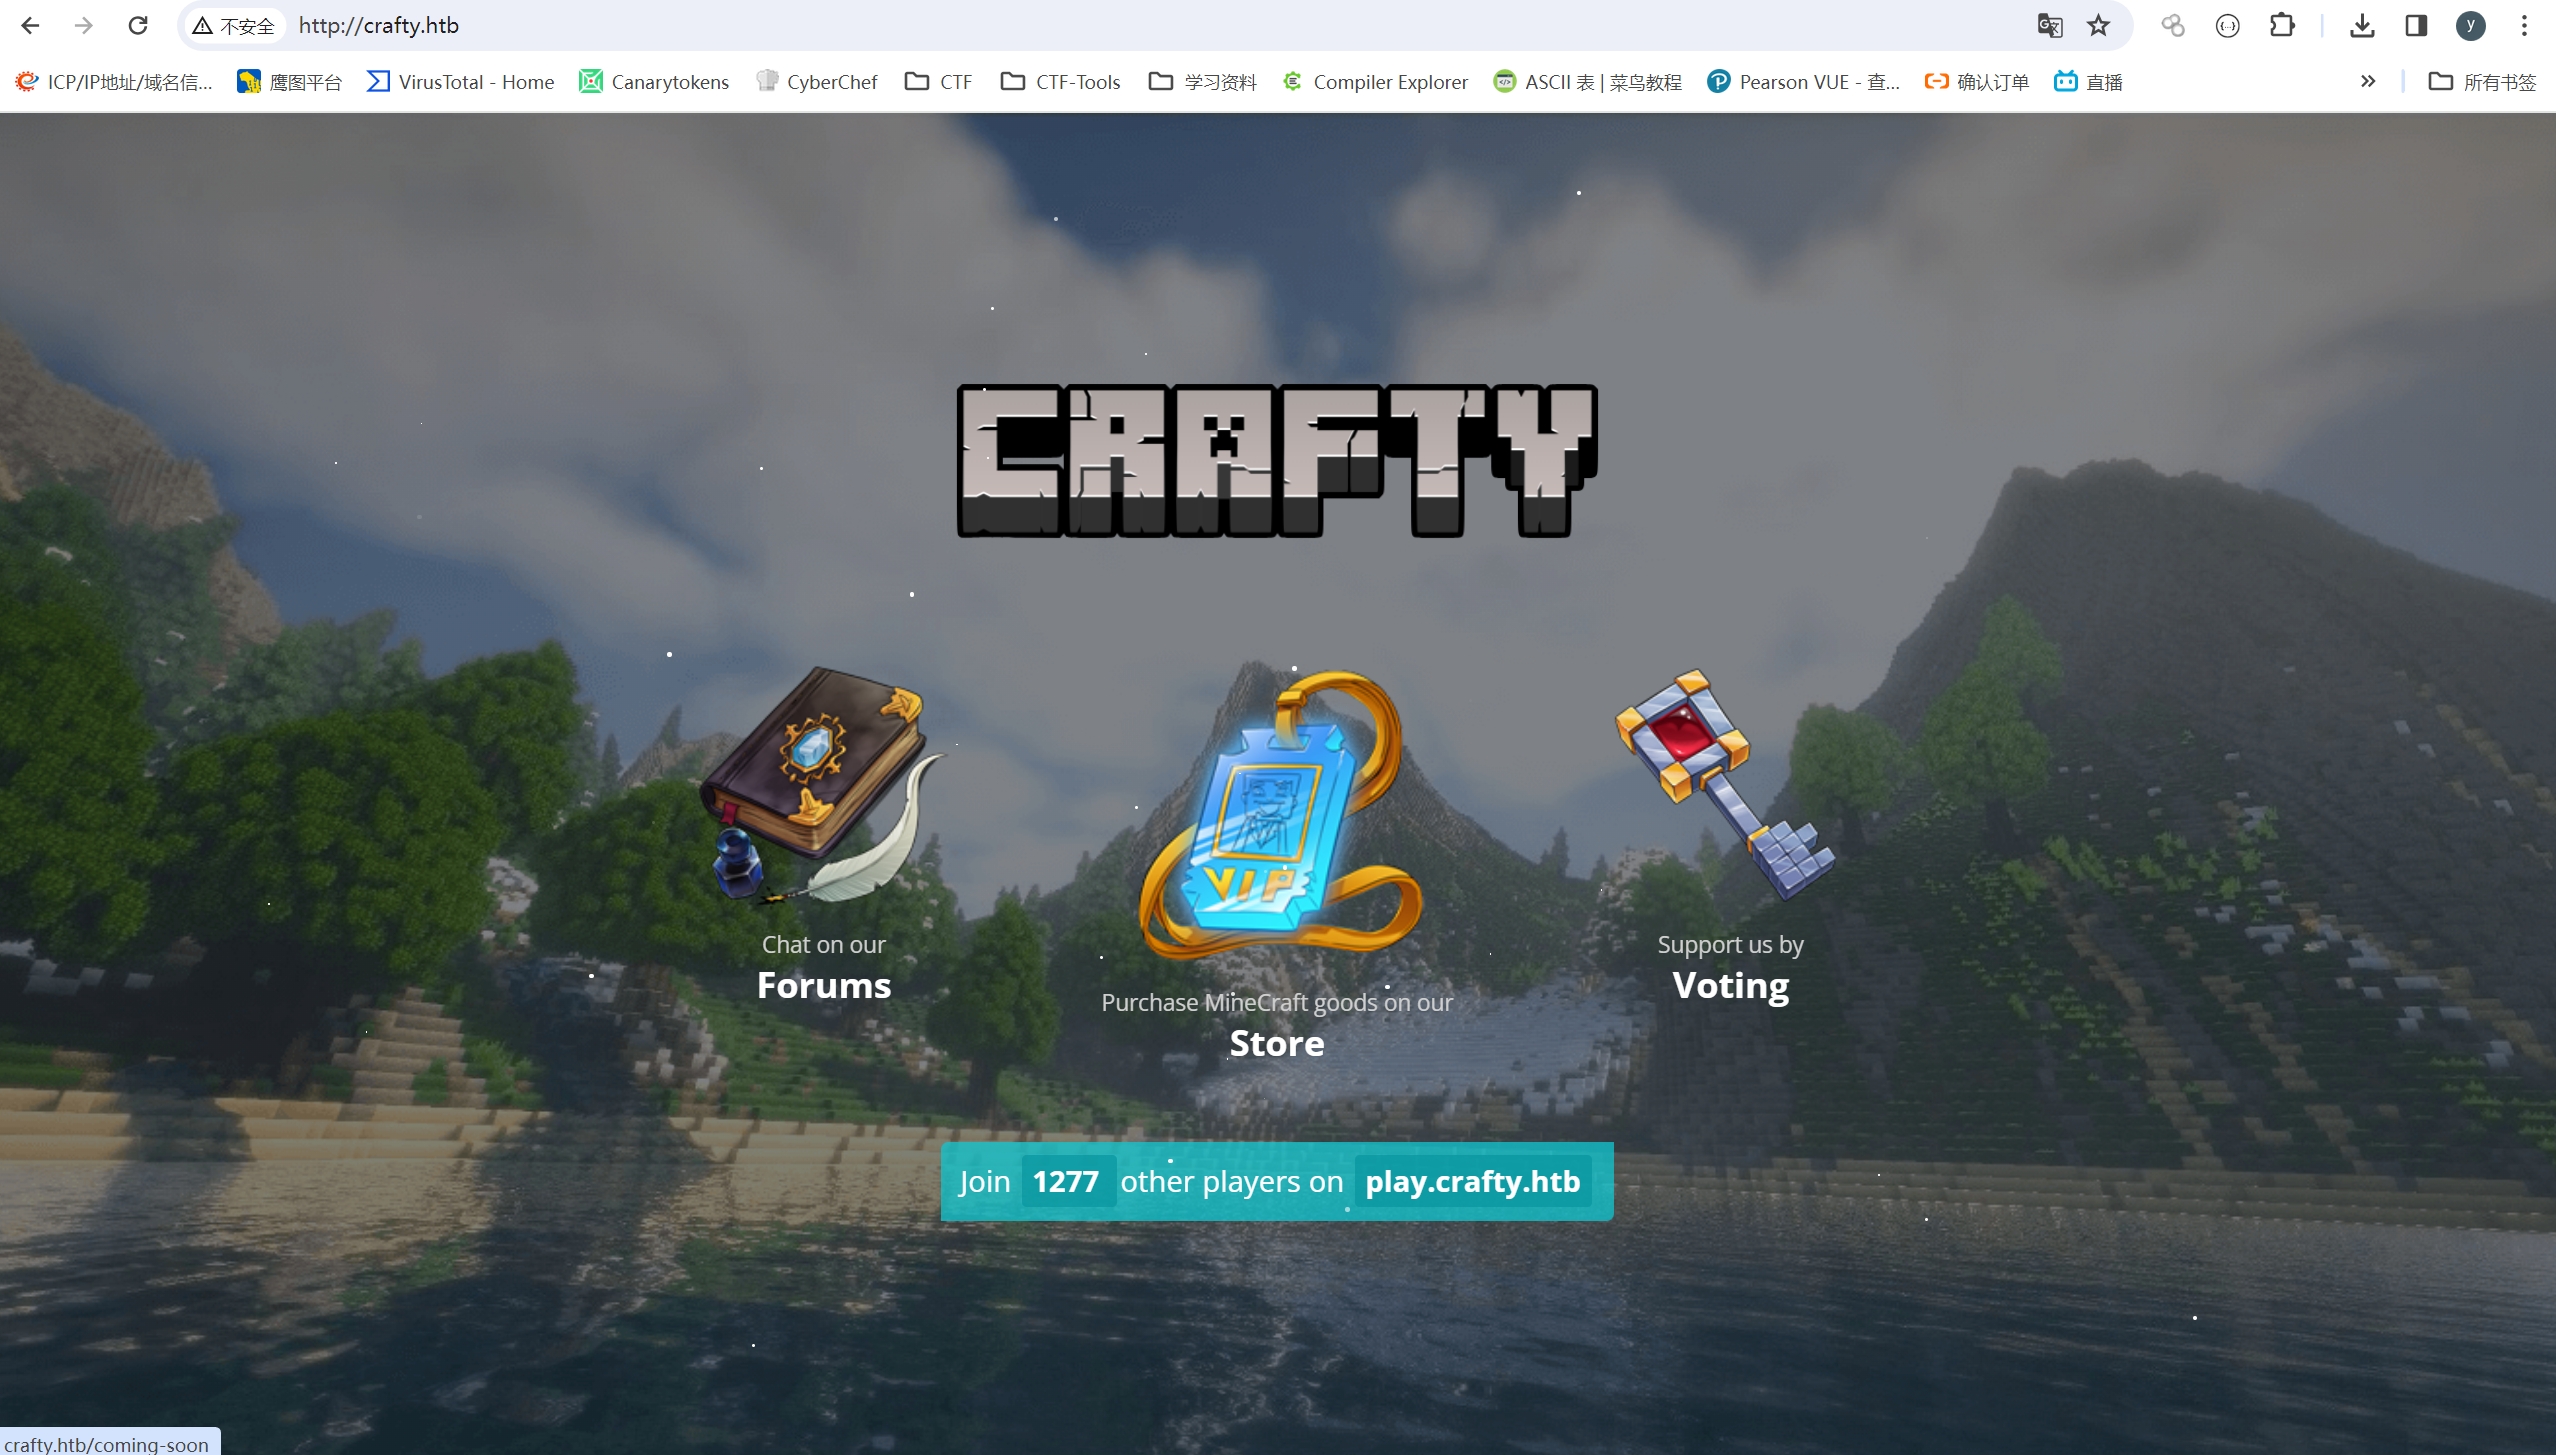 不安全 http://crafty.htb
y
ICP/IP地址/域名信... 鹰图平台 VirusTotal - Home Canarytokens CyberChef CTF CTF-Tools 学习资料 Compiler Explorer ASCII 表 | 菜鸟教程 Pearson VUE - 查... 确认订单 直播 » 所有书签
CRAFTY
VIP
Chat on our
Forums
Purchase MineCraft goods on our
Store
Support us by
Voting
Join 1277 other players on play.crafty.htb
crafty.htb/coming-soon